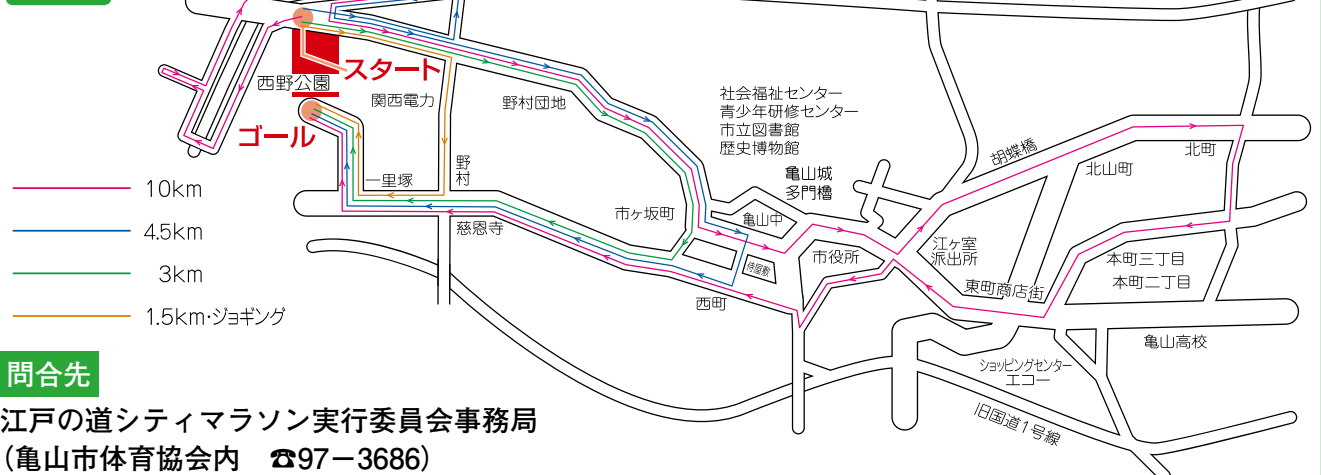 スタート
西野公園
関西電力
野村団地
ゴール
社会福祉センター
青少年研修センター
市立図書館
歴史博物館
胡蝶橋
北町
北山町
亀山城
多門櫓
野村
一里塚
10km
4.5km
3km
1.5km・ジョギング
市ヶ坂町
亀山中
慈恩寺
市役所
江ヶ室
派出所
侍屋敷
本町三丁目
本町二丁目
東町商店街
西町
亀山高校
ショッピングセンター
エコー
旧国道1号線
問合先
江戸の道シティマラソン実行委員会事務局
(亀山市体育協会内　☎97－3686)